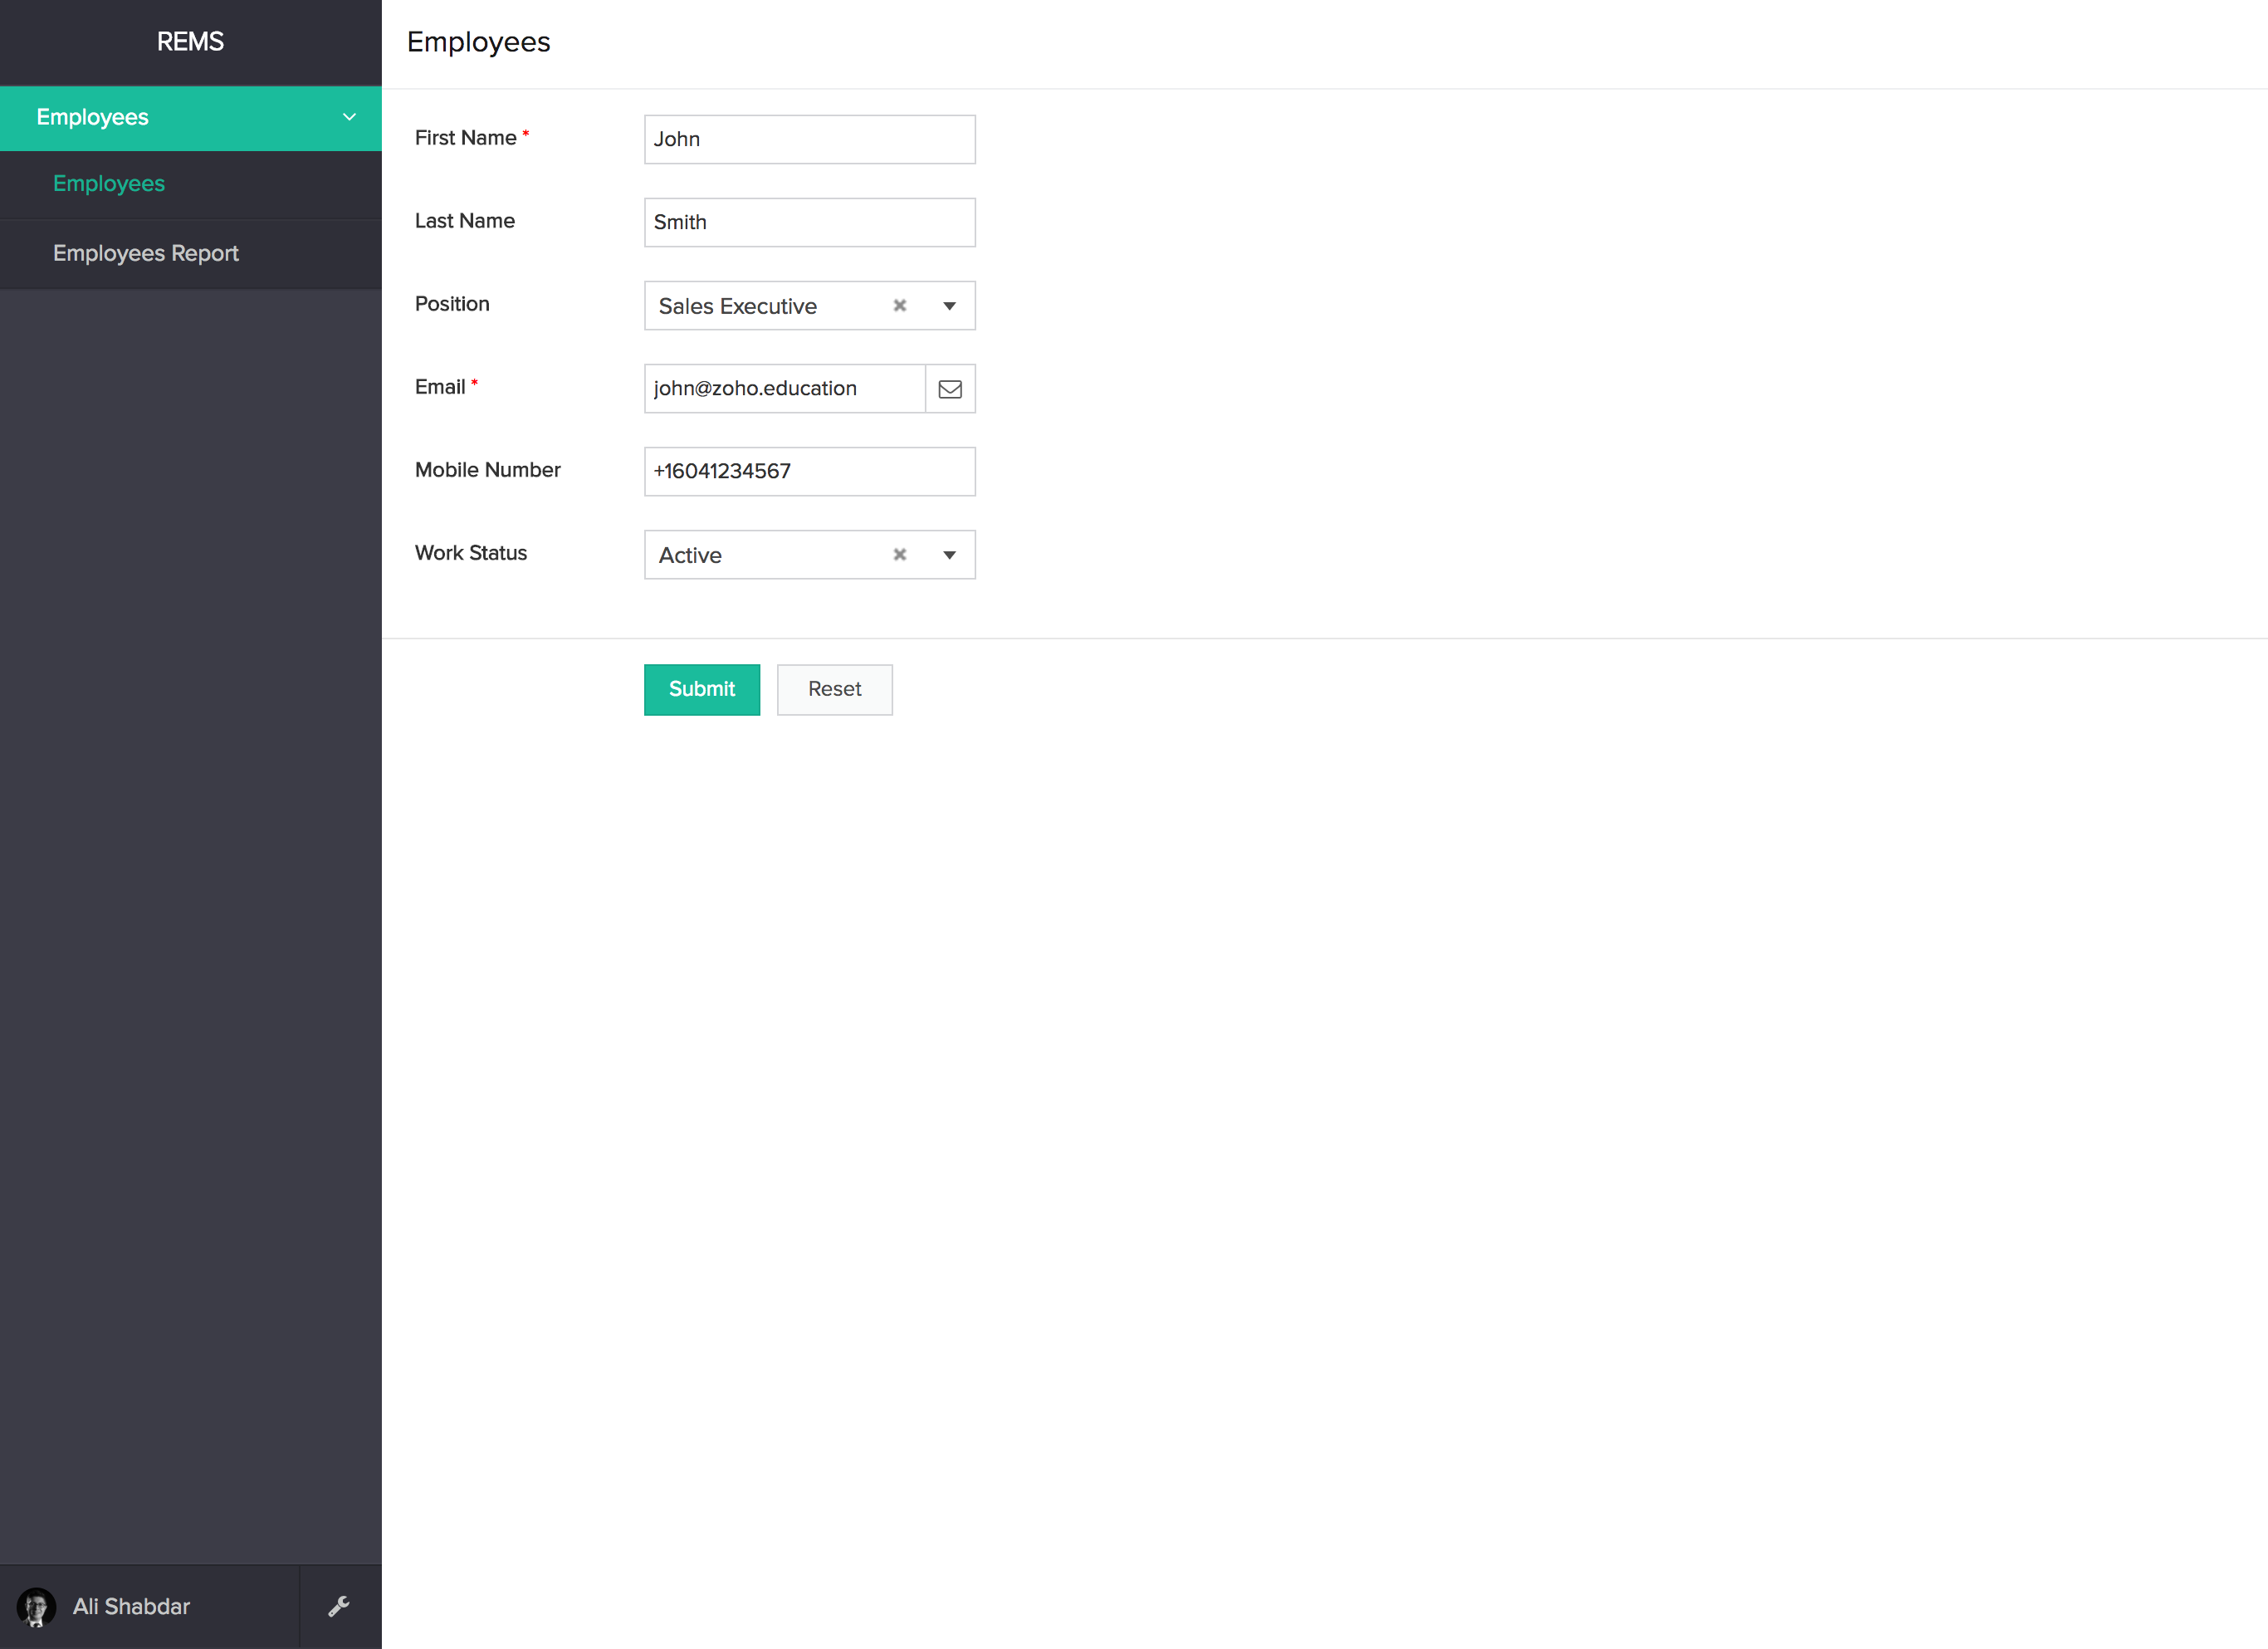 REMS
Employees
Employees
Employees Report
Ali Shabdar
Employees
First Name *
John
Last Name
Smith
Position
Sales Executive
Email *
john@zoho.education
Mobile Number
+16041234567
Work Status
Active
Submit
Reset